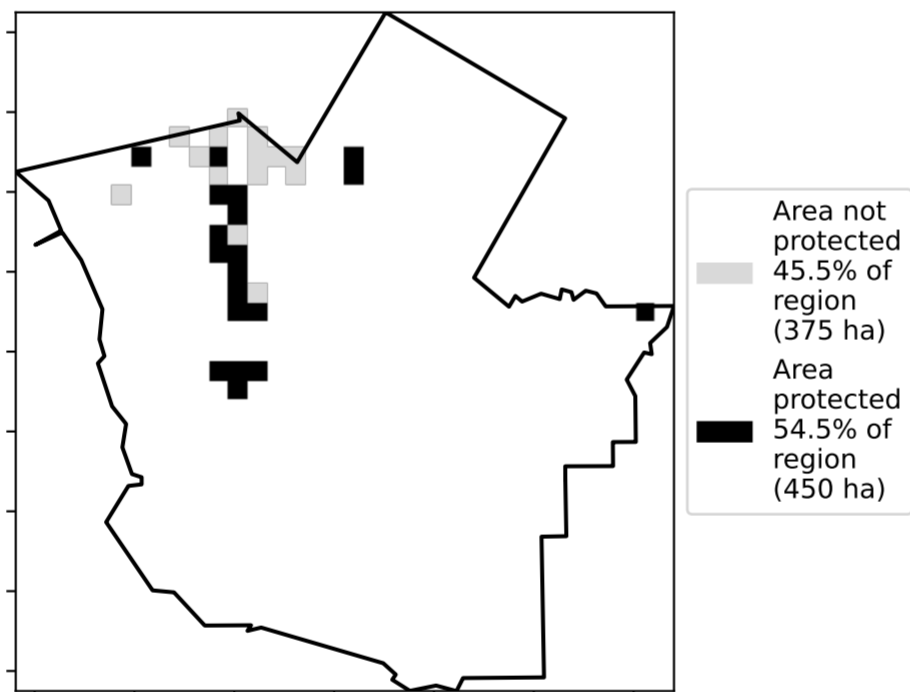 Area not
protected
45.5% of
region
(375 ha)
Area
protected
54.5% of
region
(450 ha)